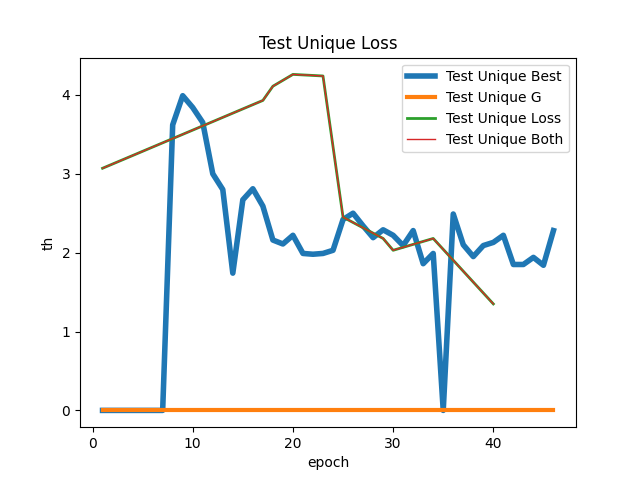 Test Unique Loss
Test Unique Best
Test Unique G
Test Unique Loss
Test Unique Both
th
4
3
2
1
0
0 10 20 30 40
epoch